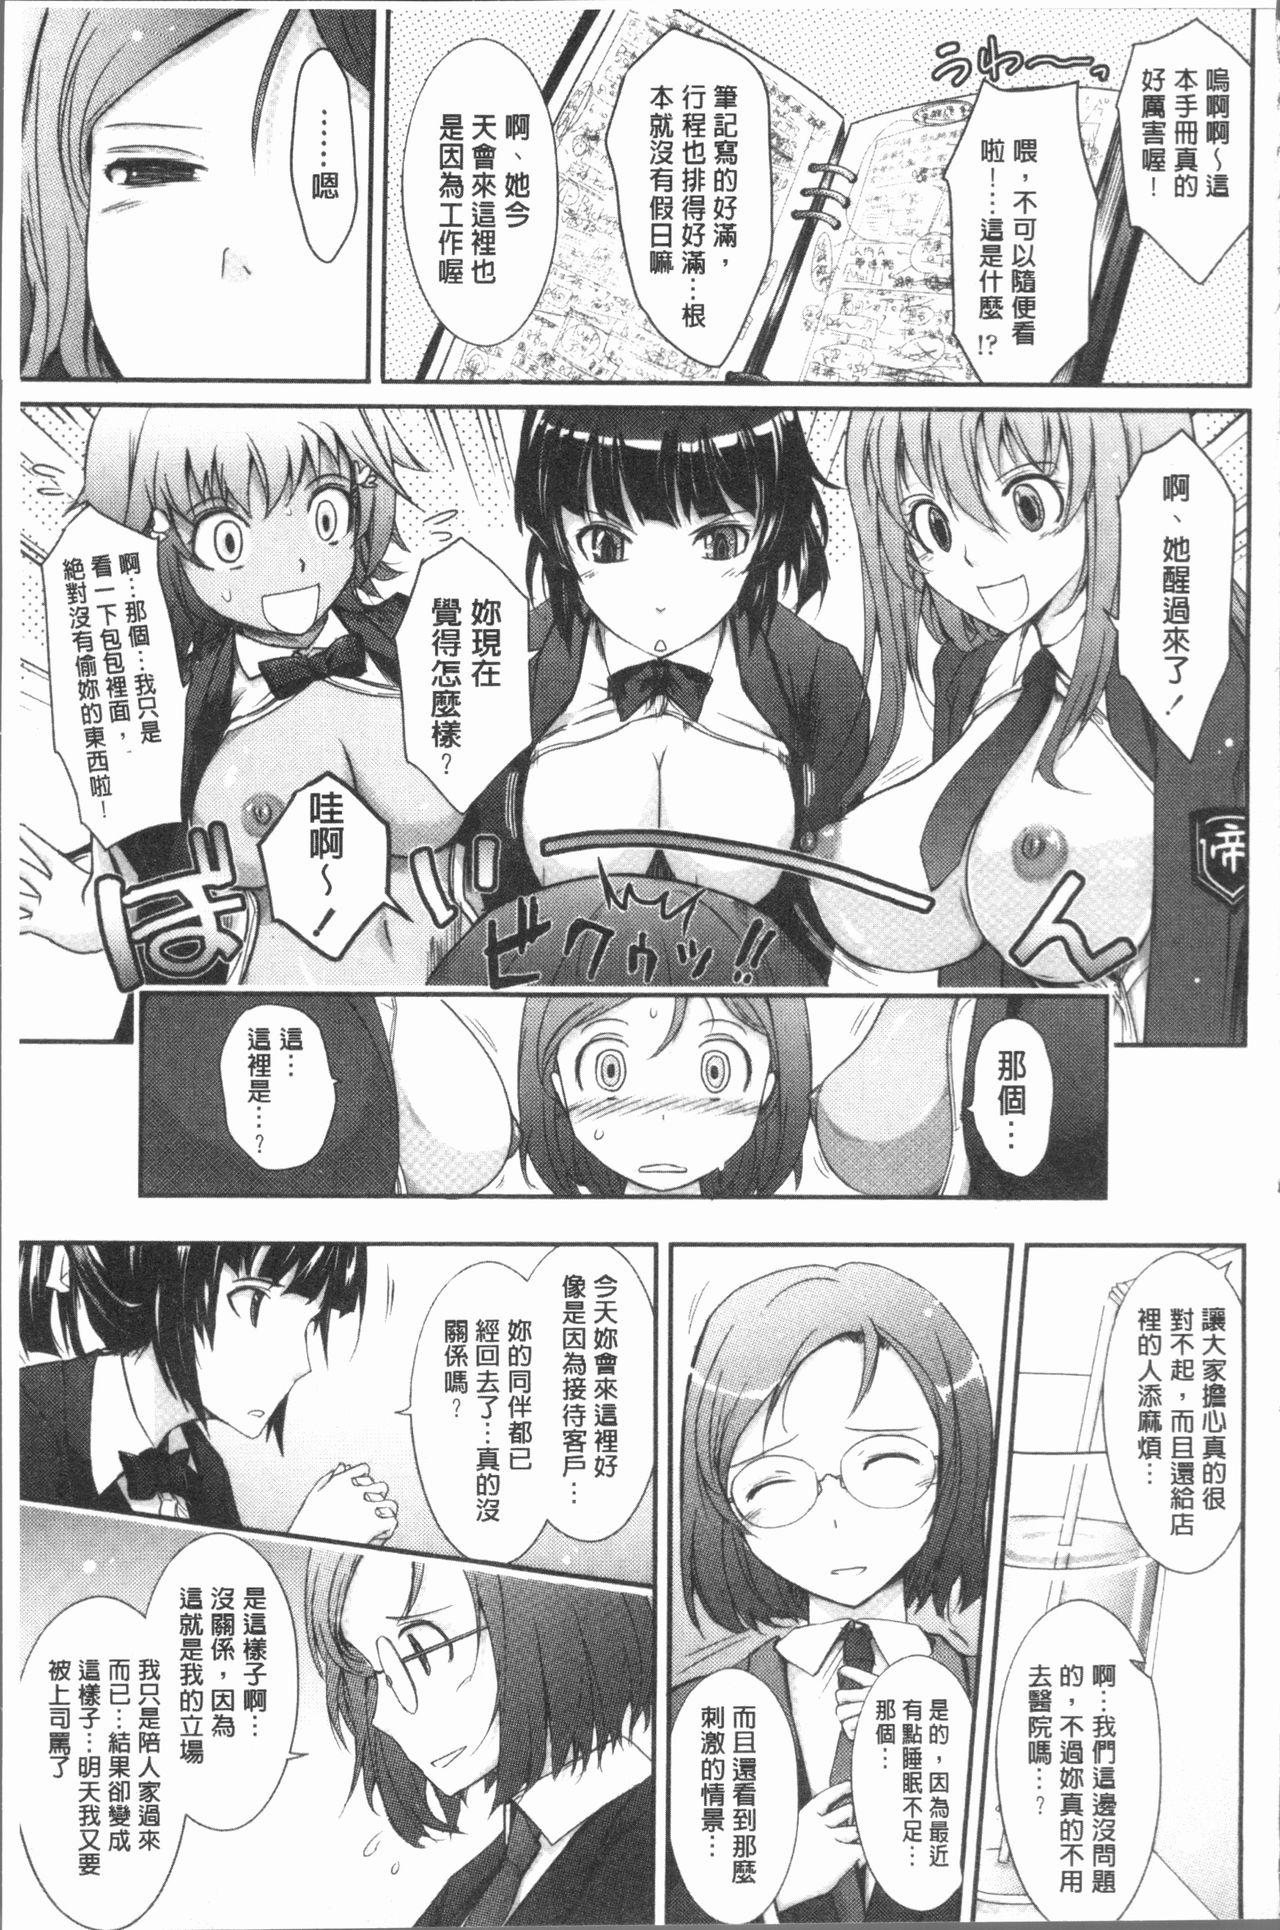 嗚啊啊～這
本手冊真的
好厲害喔！
うわ～～っ
喂，不可以隨便看
啦！…這是什麼!?
筆記寫的好滿，
行程也排得好滿…根
本就沒有假日嘛
啊、她今
天會來這裡也
是因為工作喔
……嗯
啊、她醒過來了！
妳現在
覺得怎麼樣？
啊…那個…我只是
看一下包包裡面，
絕對沒有偷妳的東西啦！
哇啊～！
ばい～ん
ビクゥッ!!
帝
那個…
這…
這裡是…？
讓大家擔心真的很
對不起，而且還給店
裡的人添麻煩…
啊…我們這邊沒問題
的，不過妳真的不用
去醫院嗎…？
是的，因為最近
有點睡眠不足…
那個…
而且還看到那麼
刺激的情景…
今天妳會來這裡好
像是因為接待客戶…
妳的同伴都已
經回去了…真的沒
關係嗎？
是這樣子啊…
沒關係，因為
這就是我的立場
我只是陪人家過來
而已…結果卻變成
這樣子…明天我又要
被上司罵了